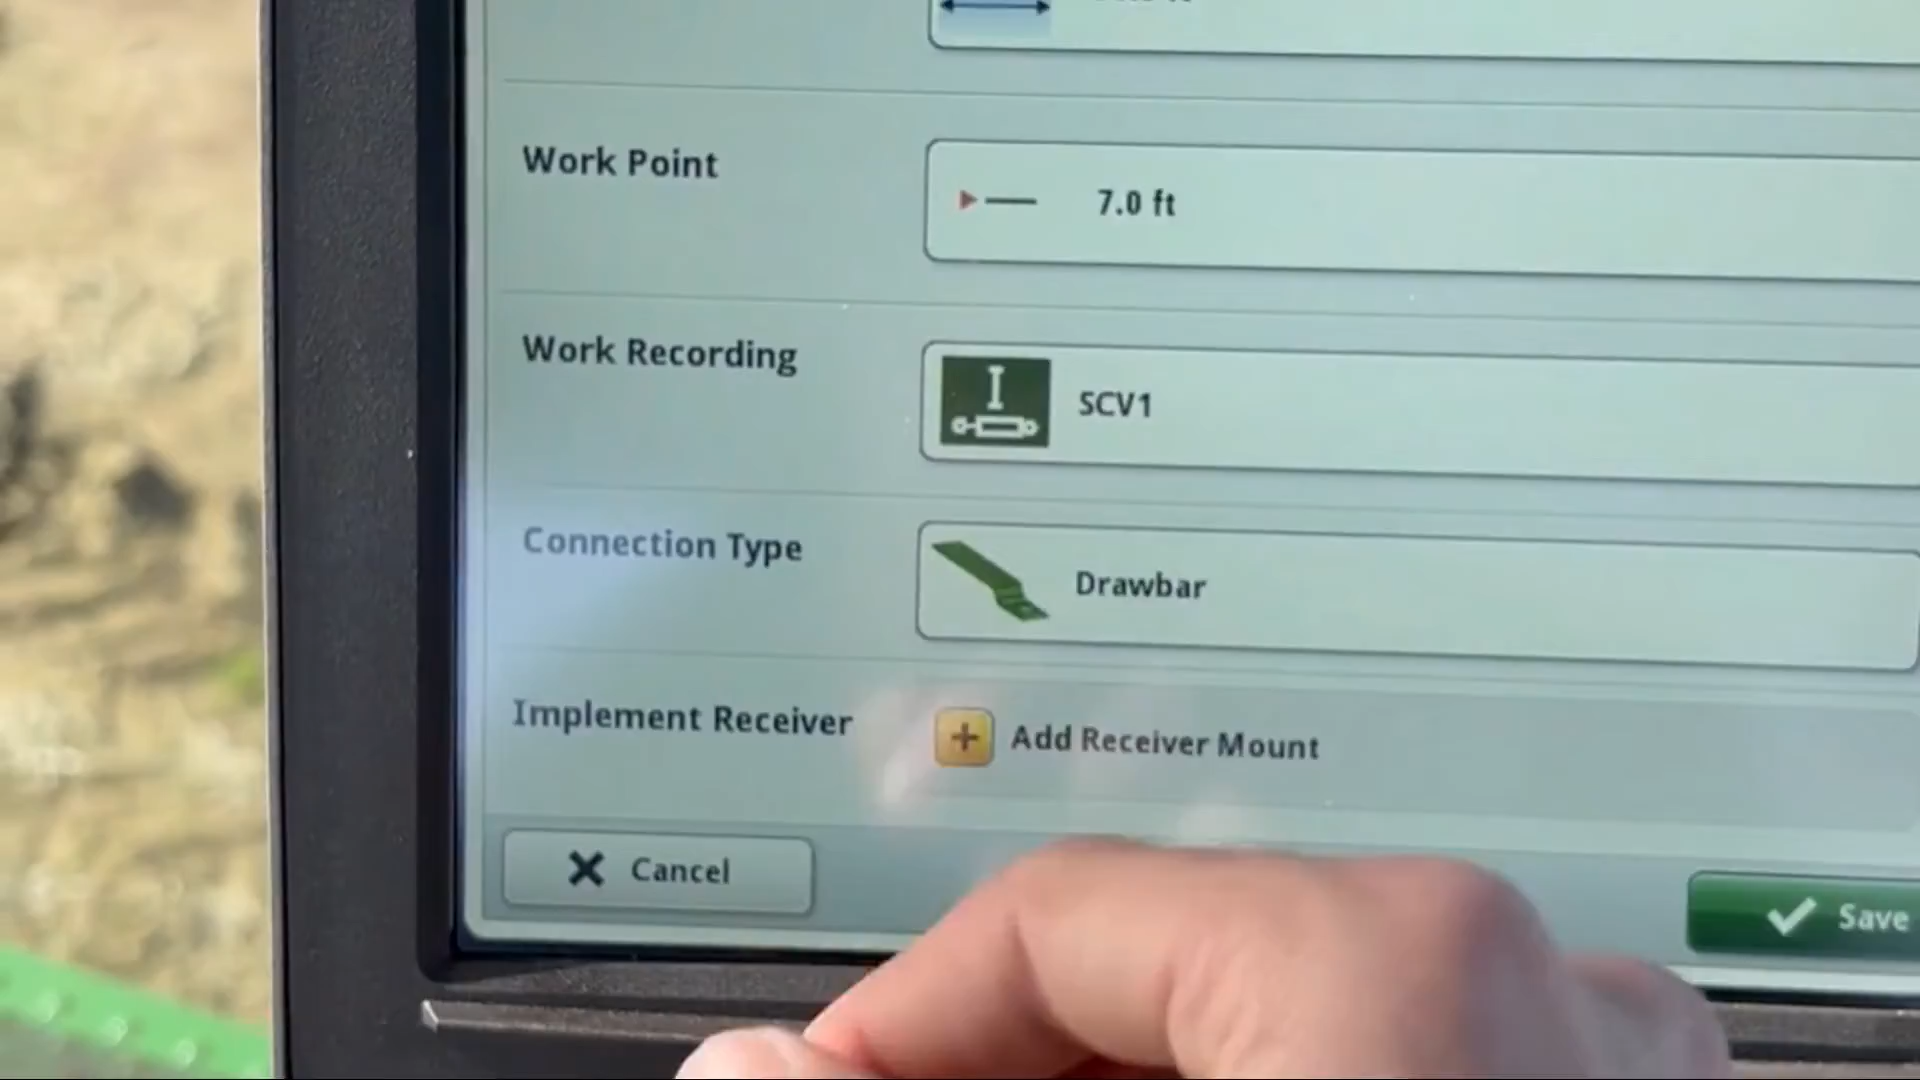 Work Point
7.0 ft
Work Recording
SCV1
Connection Type
Drawbar
Implement Receiver
Add Receiver Mount
Cancel
Save